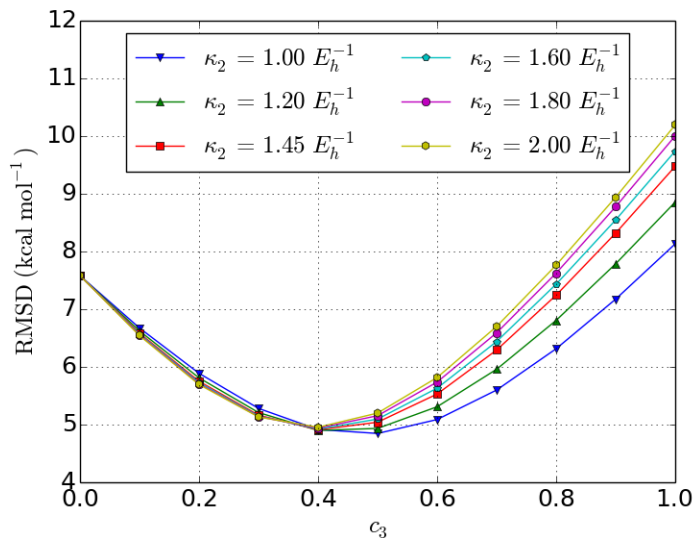 12
11
10
9
8
7
6
5
4
RMSD (kcal mol⁻¹)
κ₂ = 1.00 E_h⁻¹
κ₂ = 1.20 E_h⁻¹
κ₂ = 1.45 E_h⁻¹
κ₂ = 1.60 E_h⁻¹
κ₂ = 1.80 E_h⁻¹
κ₂ = 2.00 E_h⁻¹
0.0 0.2 0.4 0.6 0.8 1.0
c₃